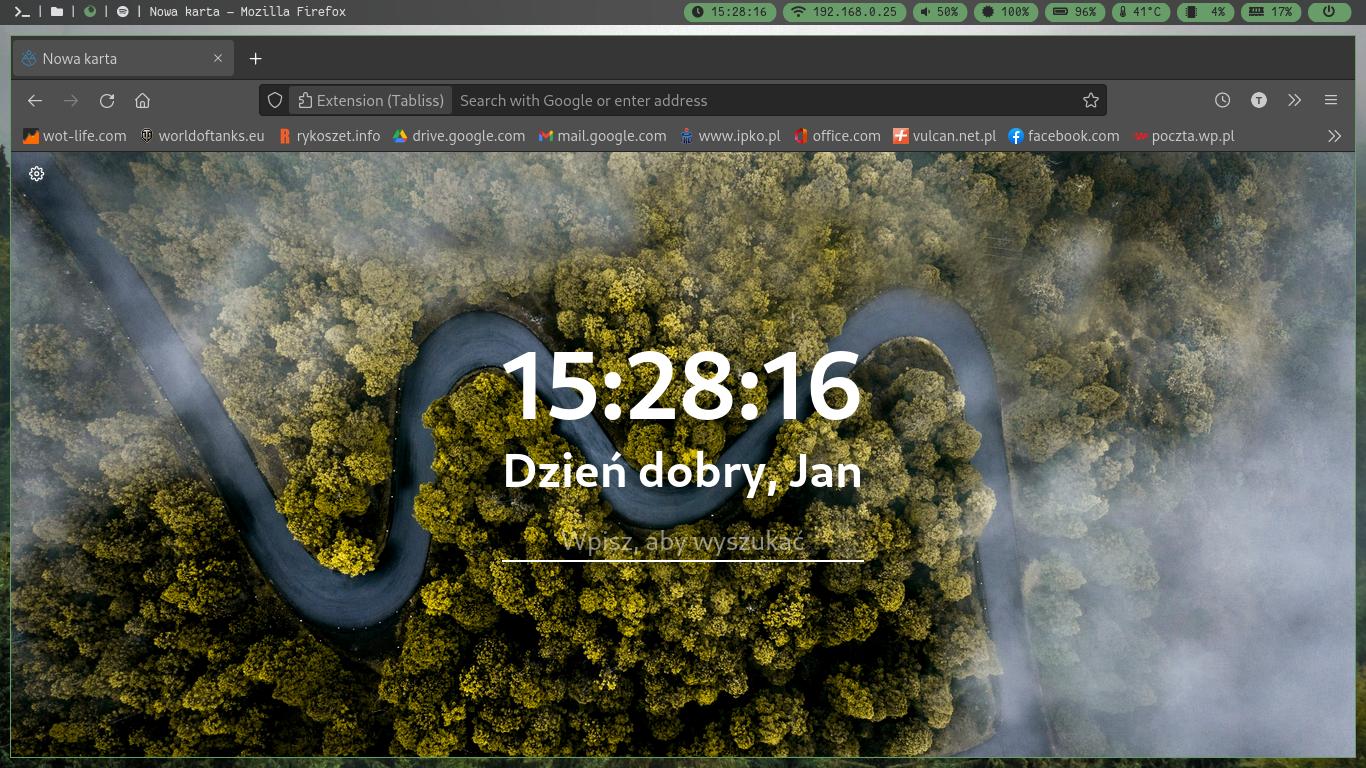 Nowa karta — Mozilla Firefox 15:28:16 192.168.0.25 50% 100% 96% 41°C 4% 17%
Nowa karta
Extension (Tabliss) Search with Google or enter address T
wot-life.com worldoftanks.eu rykoszet.info drive.google.com mail.google.com www.ipko.pl office.com vulcan.net.pl facebook.com poczta.wp.pl
15:28:16
Dzień dobry, Jan
Wpisz, aby wyszukać